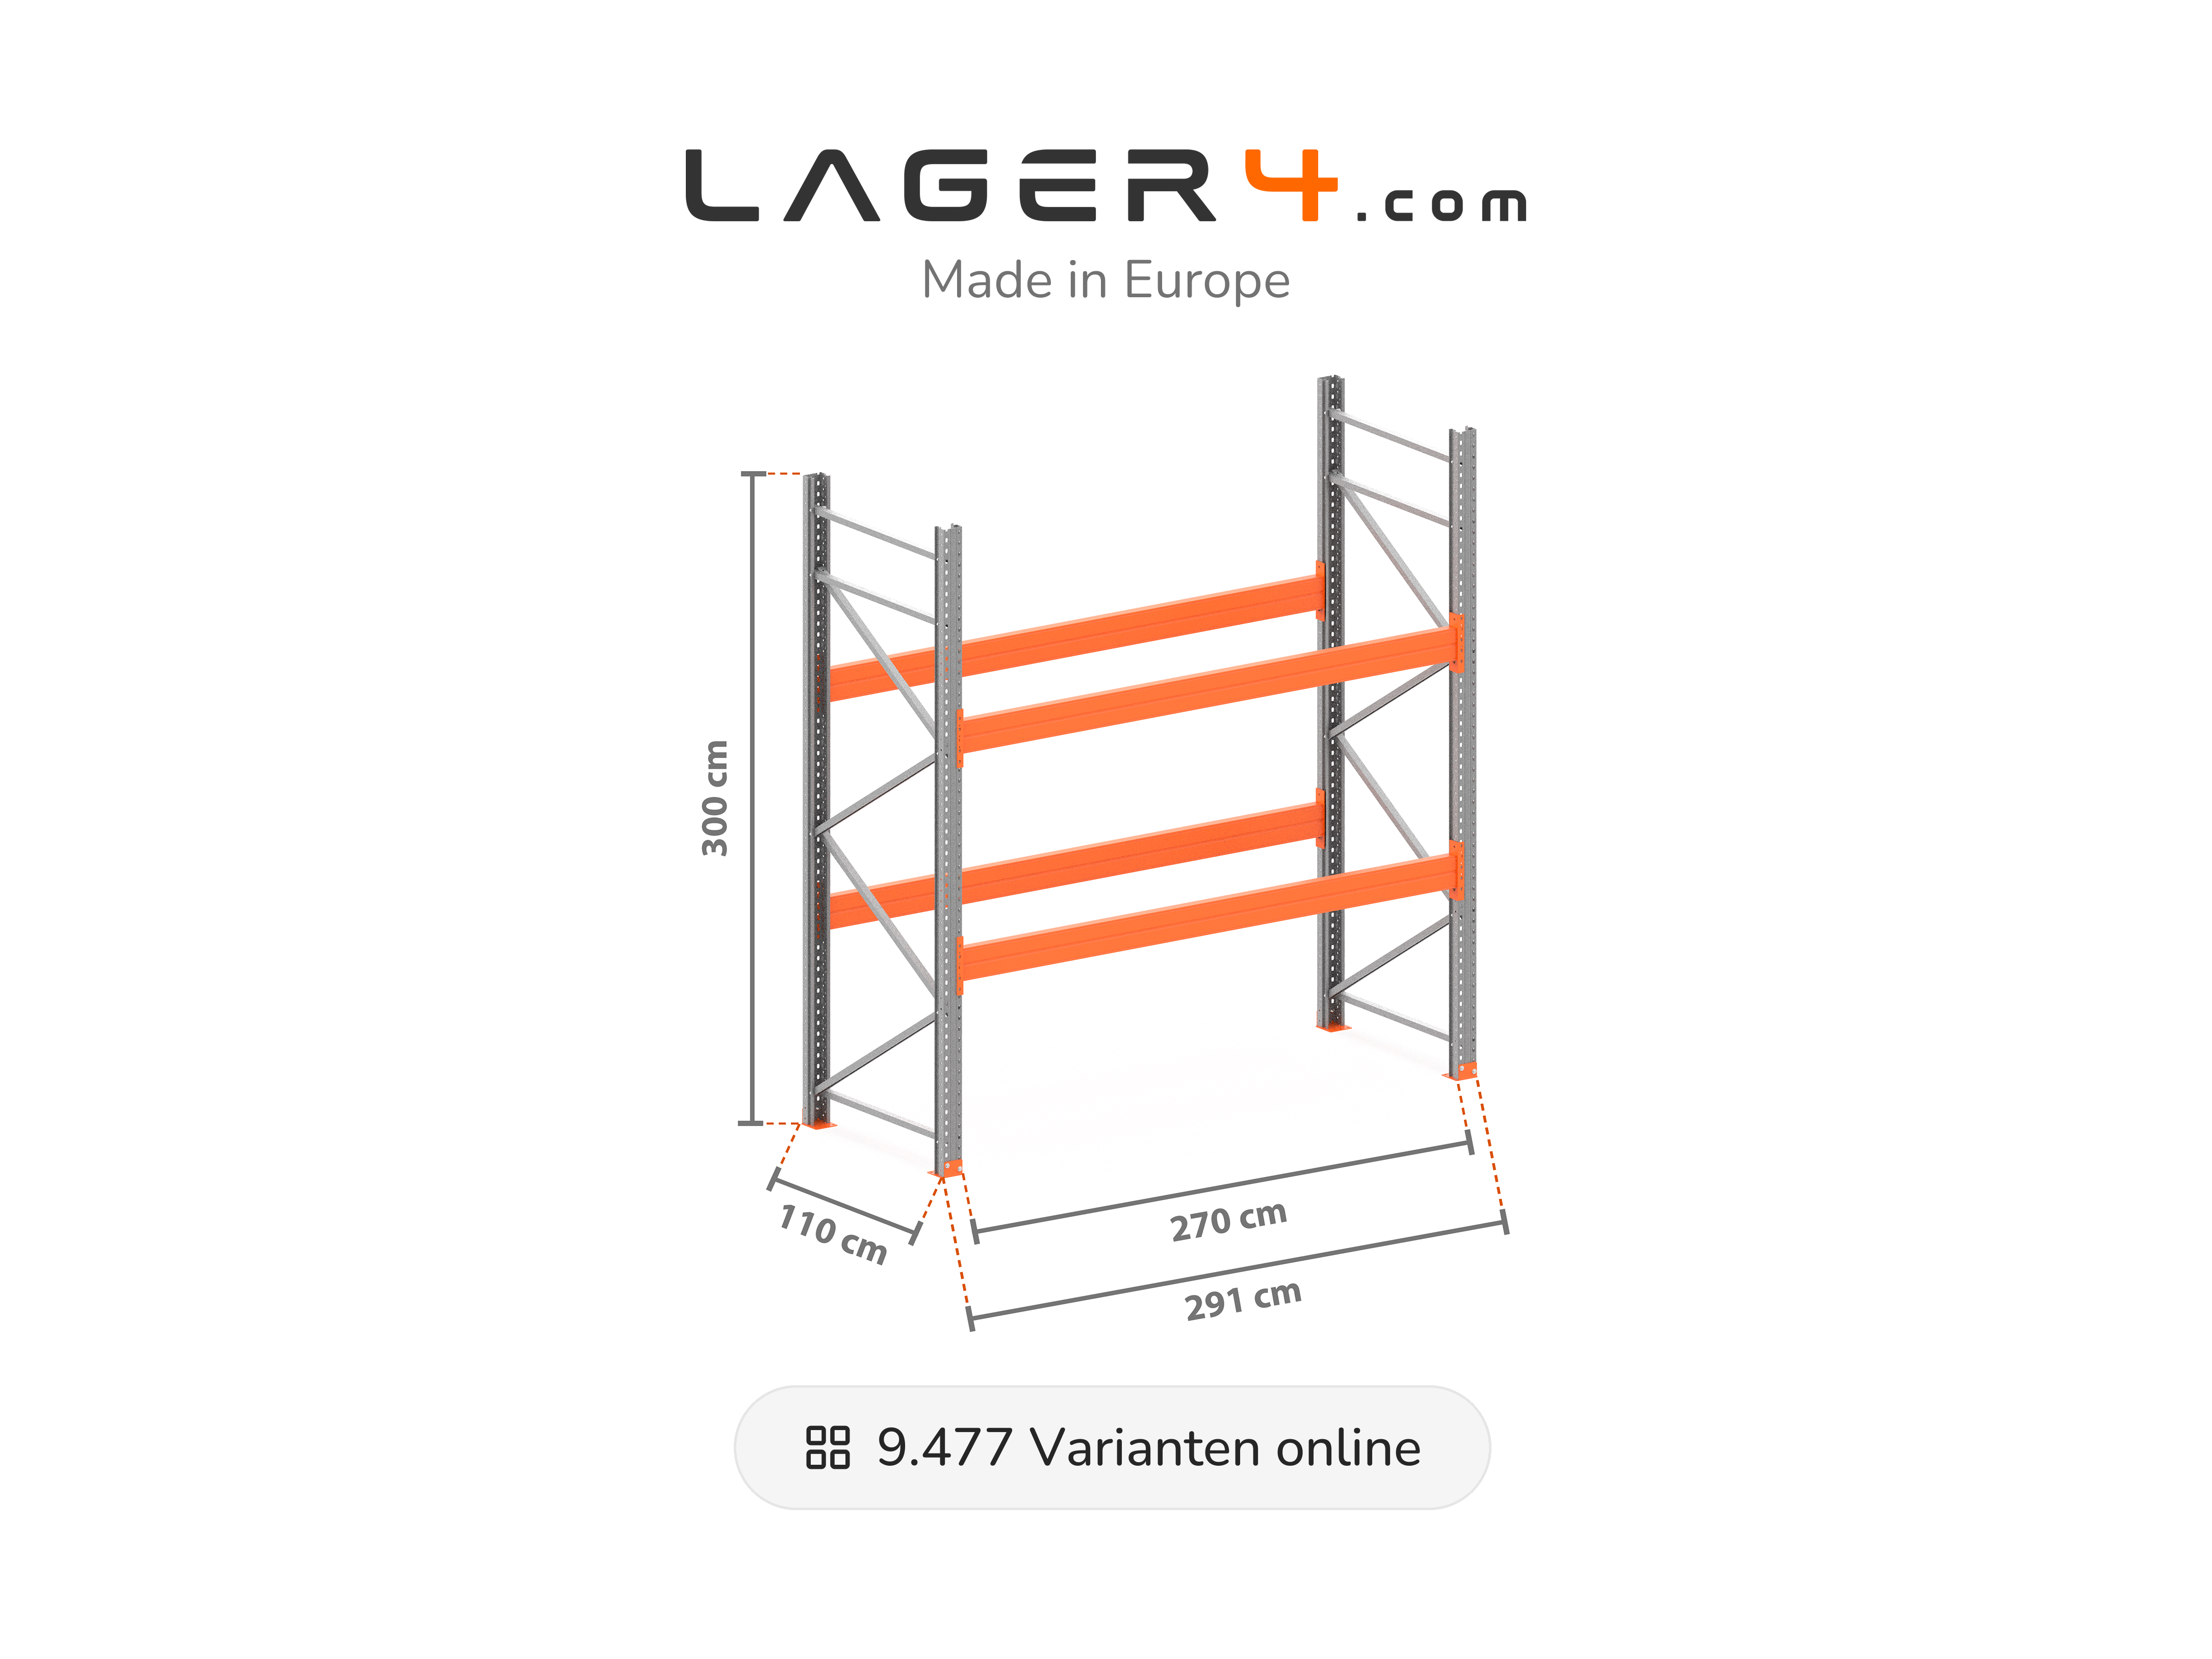 LAGER4.com
Made in Europe
300 cm
110 cm
270 cm
291 cm
9.477 Varianten online